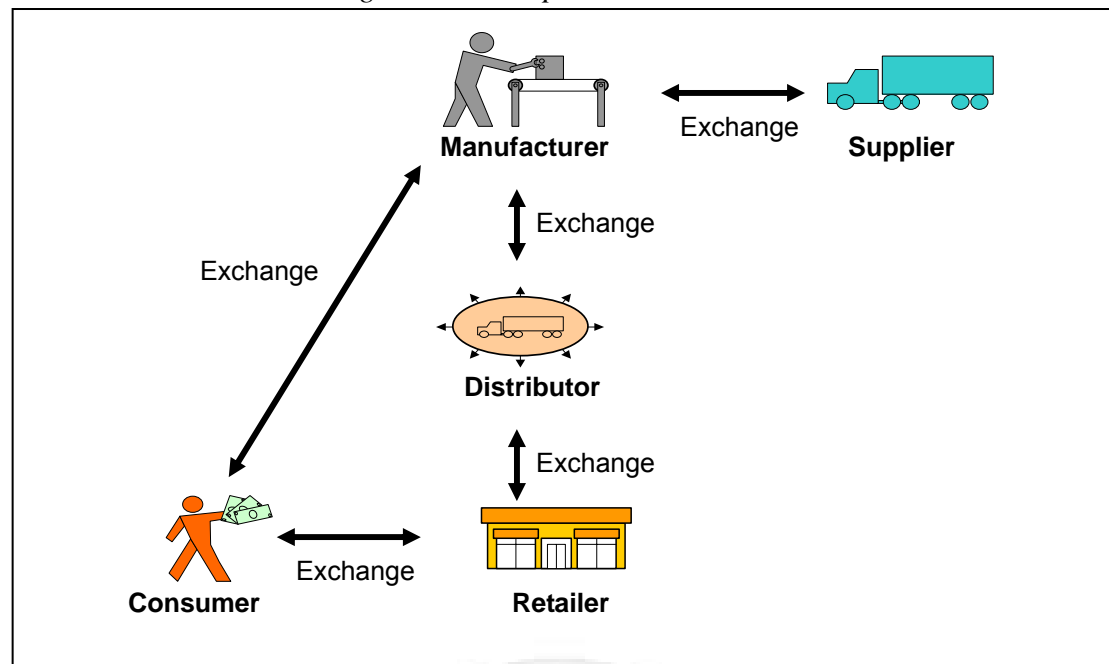 Exchange
Manufacturer
Supplier
Exchange
Exchange
Distributor
Exchange
Exchange
Consumer
Retailer